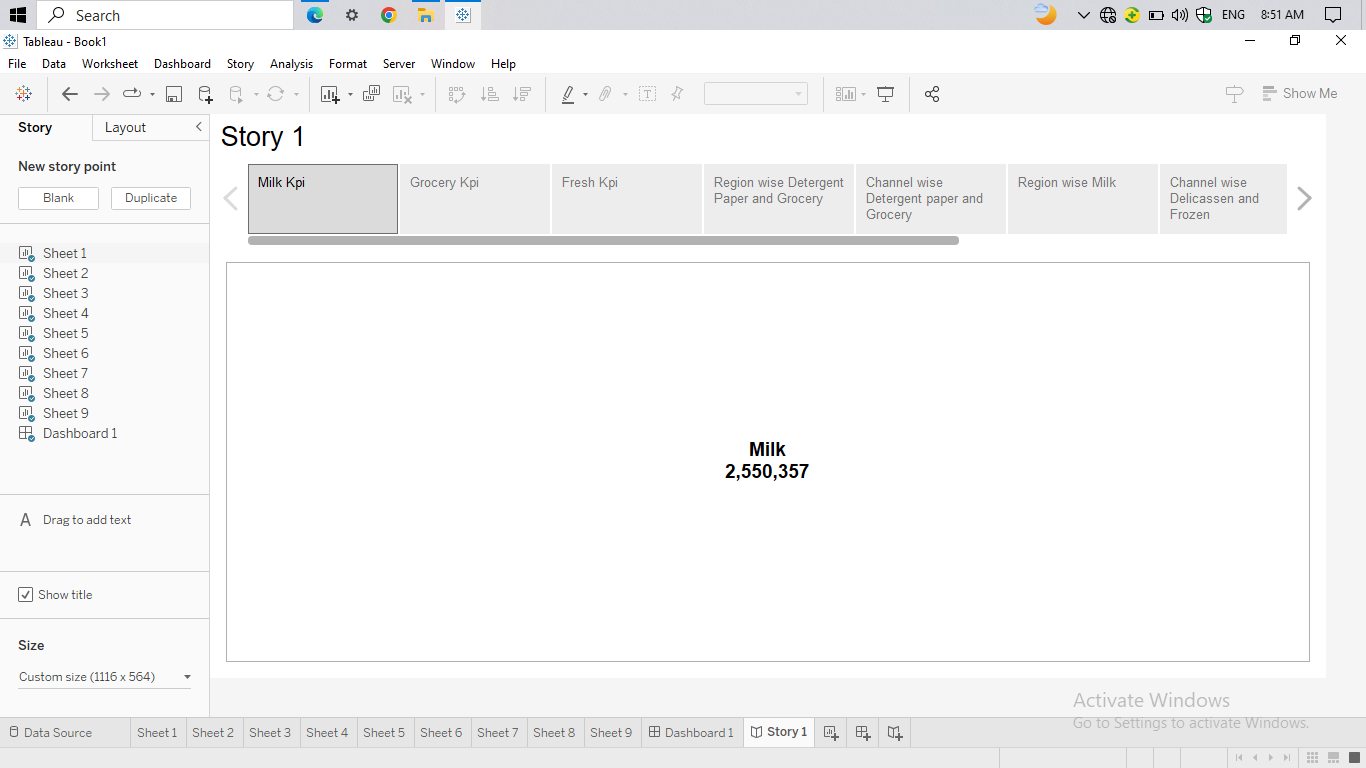 Search
ENG
8:51 AM
Tableau - Book1
File Data Worksheet Dashboard Story Analysis Format Server Window Help
Show Me
Story
Layout
New story point
Blank
Duplicate
Sheet 1
Sheet 2
Sheet 3
Sheet 4
Sheet 5
Sheet 6
Sheet 7
Sheet 8
Sheet 9
Dashboard 1
A Drag to add text
Show title
Size
Custom size (1116 x 564)
Story 1
Milk Kpi
Grocery Kpi
Fresh Kpi
Region wise Detergent
Paper and Grocery
Channel wise
Detergent paper and
Grocery
Region wise Milk
Channel wise
Delicassen and
Frozen
Milk
2,550,357
Activate Windows
Go to Settings to activate Windows.
Data Source Sheet 1 Sheet 2 Sheet 3 Sheet 4 Sheet 5 Sheet 6 Sheet 7 Sheet 8 Sheet 9 Dashboard 1 Story 1